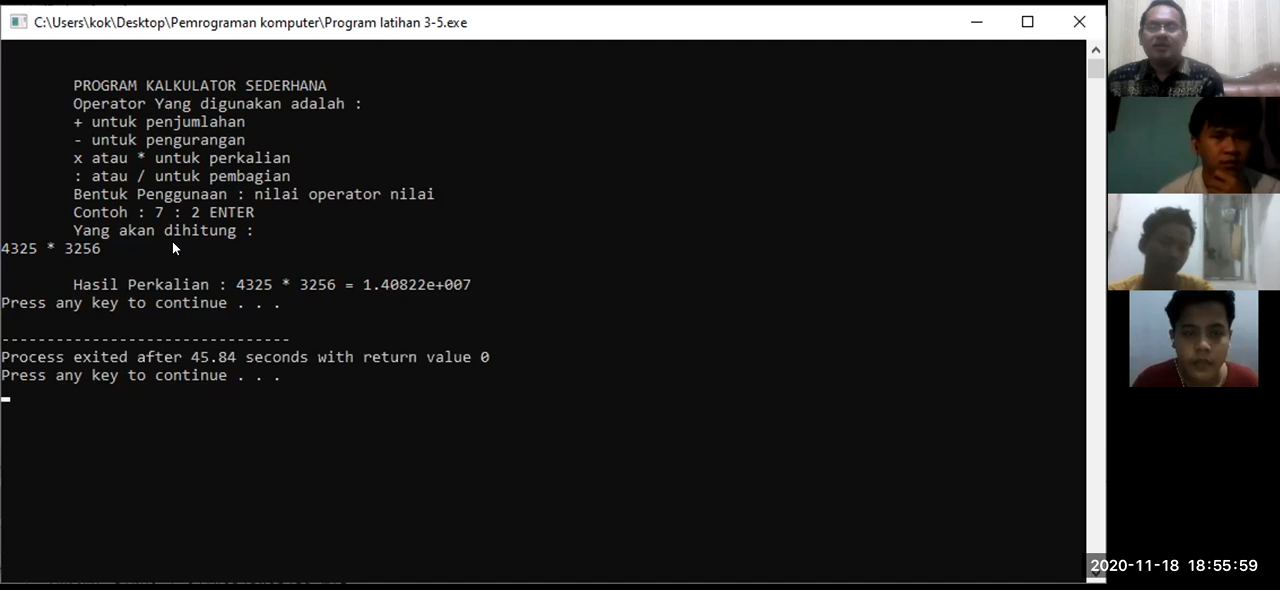 C:\Users\kok\Desktop\Pemrograman komputer\Program latihan 3-5.exe
PROGRAM KALKULATOR SEDERHANA
Operator Yang digunakan adalah :
+ untuk penjumlahan
- untuk pengurangan
x atau * untuk perkalian
: atau / untuk pembagian
Bentuk Penggunaan : nilai operator nilai
Contoh : 7 : 2 ENTER
Yang akan dihitung :
4325 * 3256
Hasil Perkalian : 4325 * 3256 = 1.40822e+007
Press any key to continue . . .
--------------------------------
Process exited after 45.84 seconds with return value 0
Press any key to continue . . .
2020-11-18 18:55:59